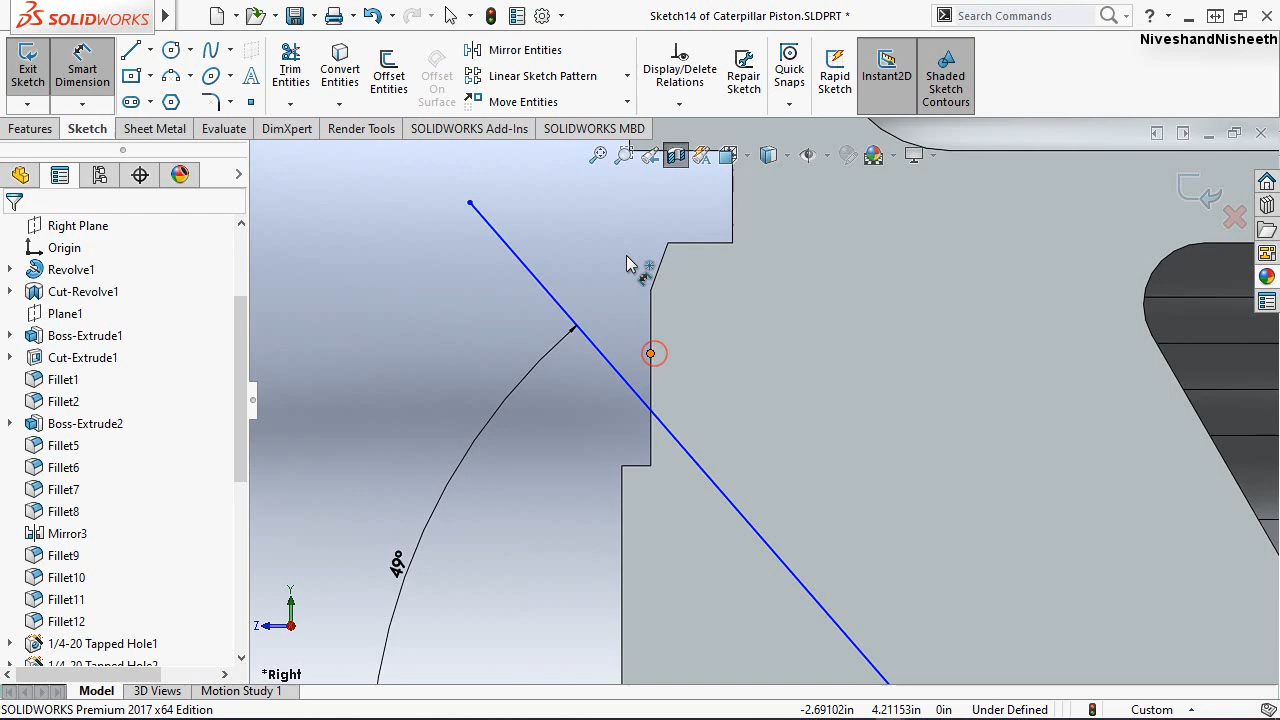 SOLIDWORKS
Sketch14 of Caterpillar Piston.SLDPRT *
Search Commands
?
NiveshandNisheeth
Exit Sketch
Smart Dimension
Trim Entities
Convert Entities
Offset Entities
Offset On Surface
Mirror Entities
Linear Sketch Pattern
Move Entities
Display/Delete Relations
Repair Sketch
Quick Snaps
Rapid Sketch
Instant2D
Shaded Sketch Contours
Features
Sketch
Sheet Metal
Evaluate
DimXpert
Render Tools
SOLIDWORKS Add-Ins
SOLIDWORKS MBD
Right Plane
Origin
Revolve1
Cut-Revolve1
Plane1
Boss-Extrude1
Cut-Extrude1
Fillet1
Fillet2
Boss-Extrude2
Fillet5
Fillet6
Fillet7
Fillet8
Mirror3
Fillet9
Fillet10
Fillet11
Fillet12
1/4-20 Tapped Hole1
1/4-20 Tapped Hole2
49°
Y
Z
*Right
Model
3D Views
Motion Study 1
SOLIDWORKS Premium 2017 x64 Edition
-2.69102in
4.21153in
0in
Under Defined
Custom